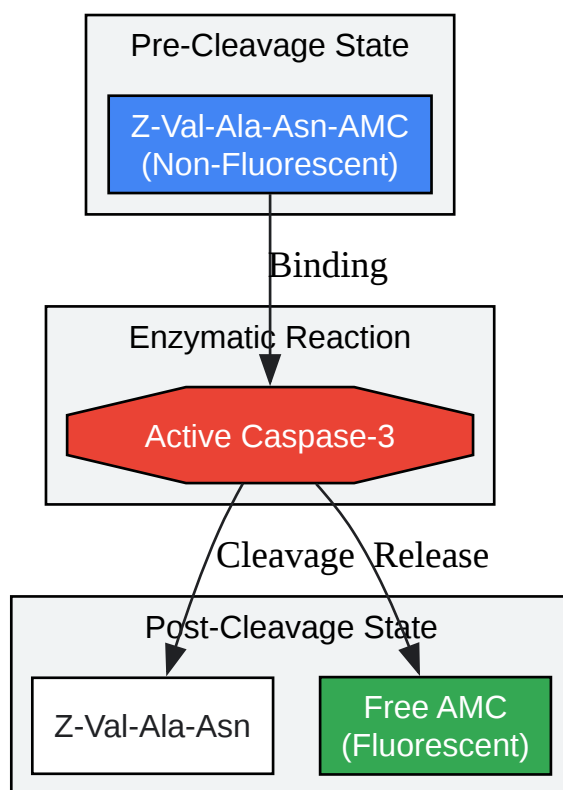 Pre-Cleavage State
Z-Val-Ala-Asn-AMC
(Non-Fluorescent)
Binding
Enzymatic Reaction
Active Caspase-3
Cleavage
Release
Post-Cleavage State
Z-Val-Ala-Asn
Free AMC
(Fluorescent)